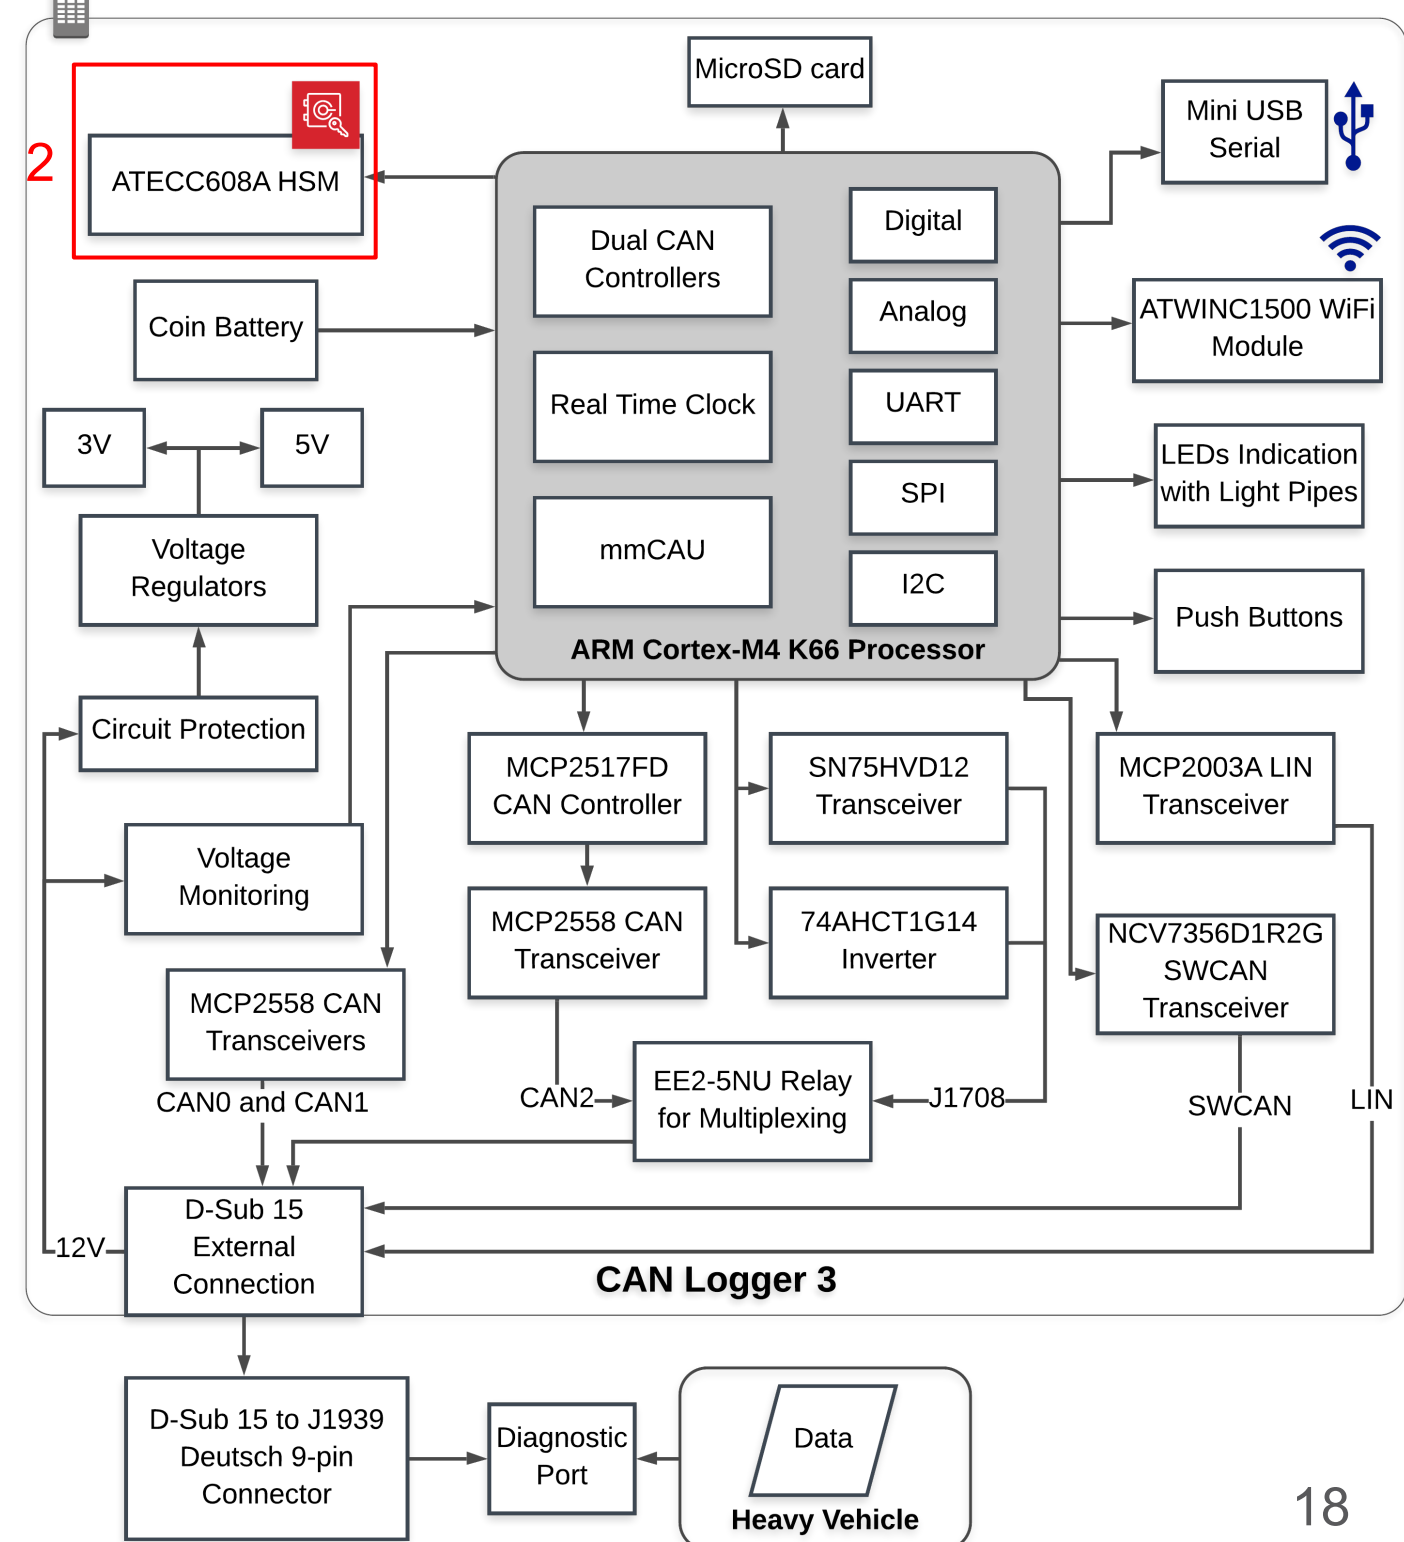 MicroSD card
Mini USB
Serial
2
ATECC608A HSM
Dual CAN
Controllers
Digital
Coin Battery
Analog
ATWINC1500 WiFi
Module
Real Time Clock
UART
3V
5V
LEDs Indication
with Light Pipes
SPI
Voltage
Regulators
mmCAU
I2C
Push Buttons
ARM Cortex-M4 K66 Processor
Circuit Protection
MCP2517FD
CAN Controller
SN75HVD12
Transceiver
MCP2003A LIN
Transceiver
Voltage
Monitoring
MCP2558 CAN
Transceiver
74AHCT1G14
Inverter
NCV7356D1R2G
SWCAN
Transceiver
MCP2558 CAN
Transceivers
EE2-5NU Relay
for Multiplexing
CAN0 and CAN1
CAN2
J1708
SWCAN
LIN
D-Sub 15
External
Connection
12V
CAN Logger 3
D-Sub 15 to J1939
Deutsch 9-pin
Connector
Diagnostic
Port
Data
Heavy Vehicle
18